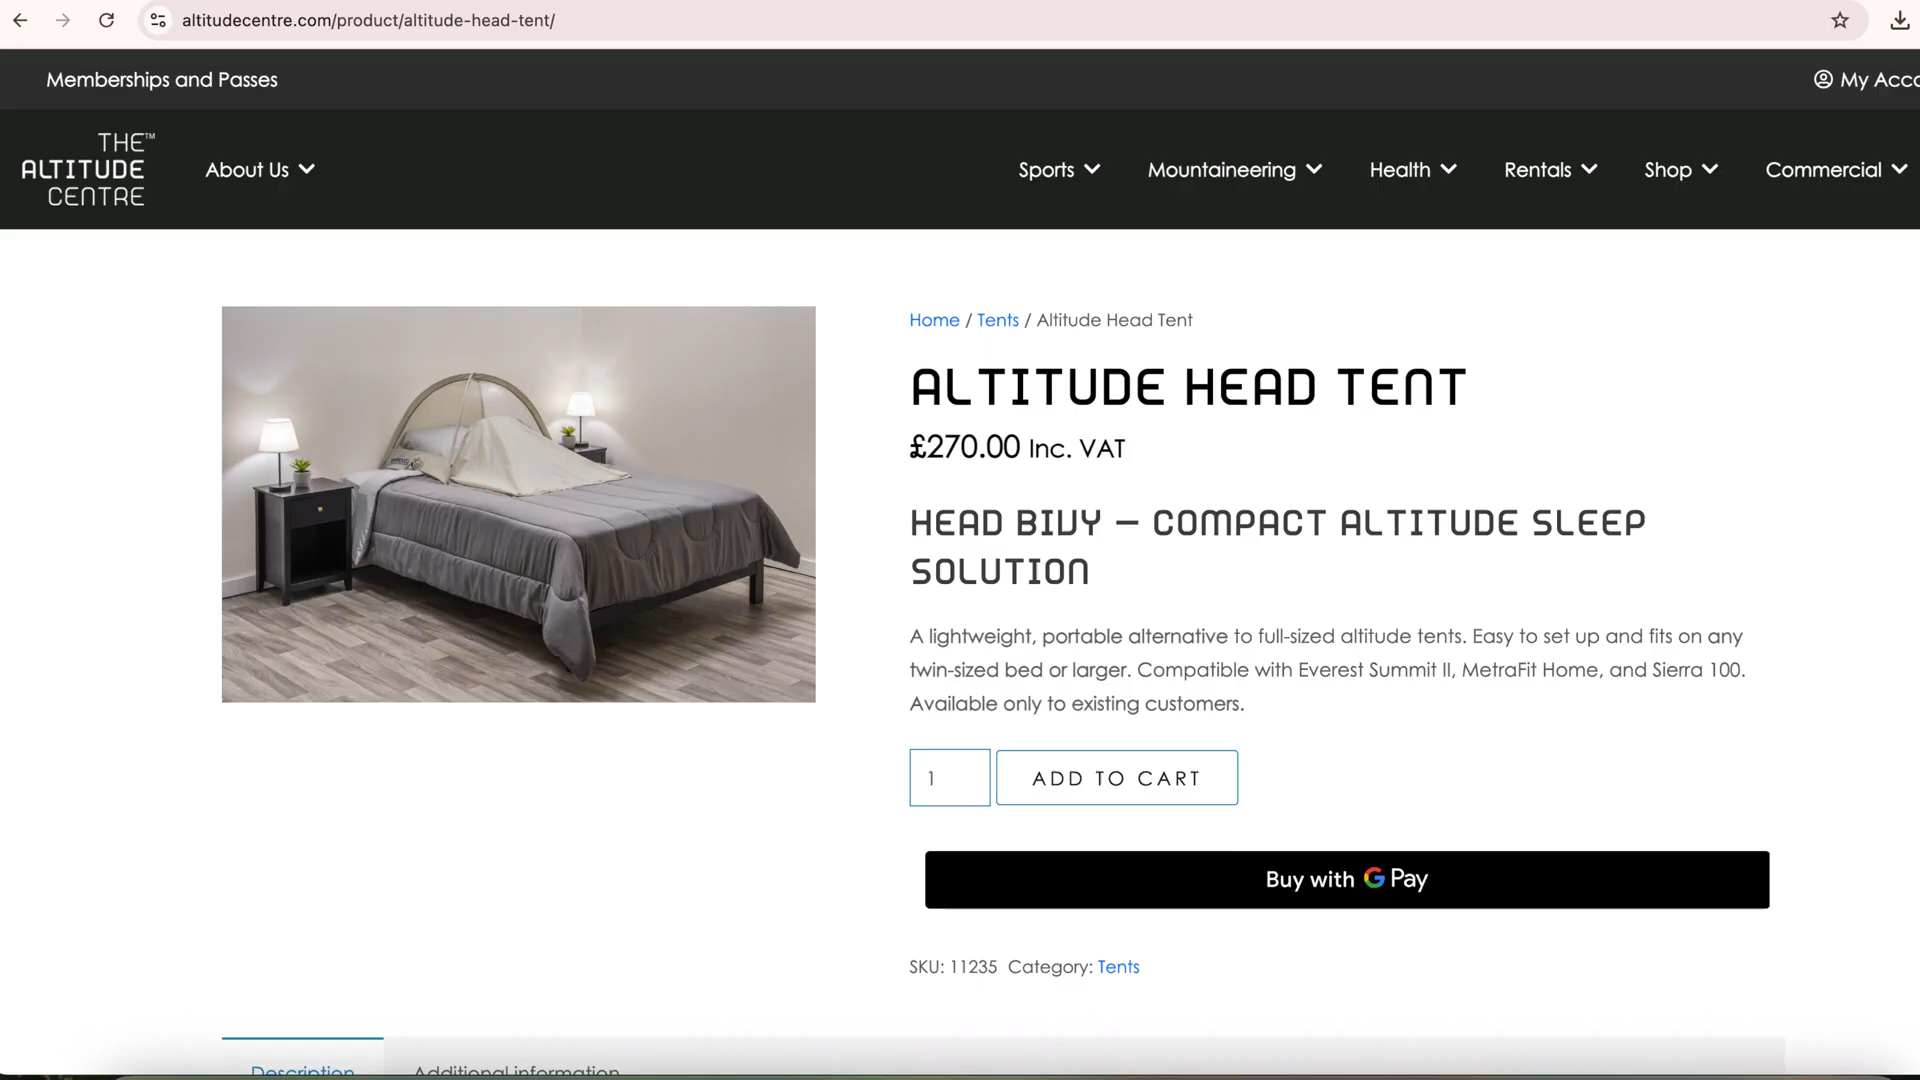 altitudecentre.com/product/altitude-head-tent/
Memberships and Passes
My Acco
THE™
ALTITUDE
CENTRE
About Us
Sports
Mountaineering
Health
Rentals
Shop
Commercial
Home / Tents / Altitude Head Tent
ALTITUDE HEAD TENT
£270.00 Inc. VAT
HEAD BIVY – COMPACT ALTITUDE SLEEP
SOLUTION
A lightweight, portable alternative to full-sized altitude tents. Easy to set up and fits on any
twin-sized bed or larger. Compatible with Everest Summit II, MetraFit Home, and Sierra 100.
Available only to existing customers.
1
ADD TO CART
Buy with G Pay
SKU: 11235 Category: Tents
Description
Additional information